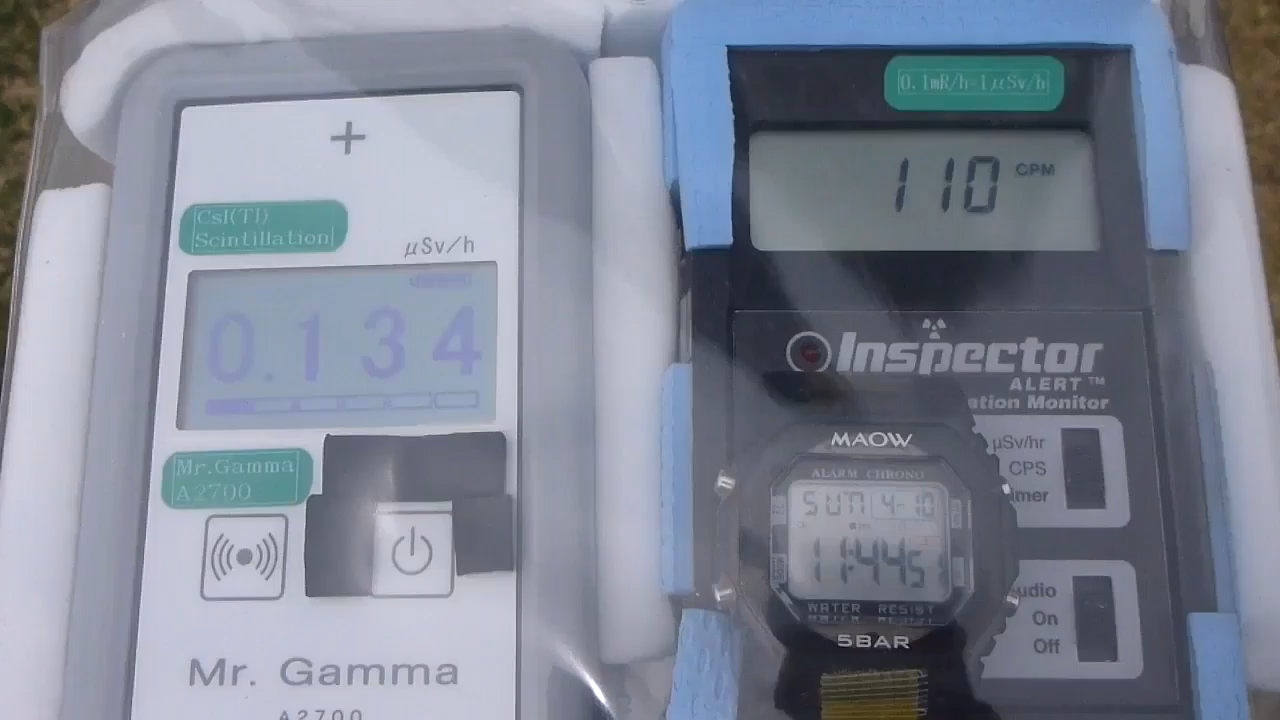 +
CsI(Tl)
Scintillation
μSv/h
0.134
Mr.Gamma
A2700
Mr. Gamma
A2700
0.1mR/h=1μSv/h
110 CPM
Inspector
ALERT™
ation Monitor
μSv/hr
CPS
imer
udio
On
Off
MAOW
ALARM CHRONO
SUN 4-10
11:44
WATER RESIST
5BAR